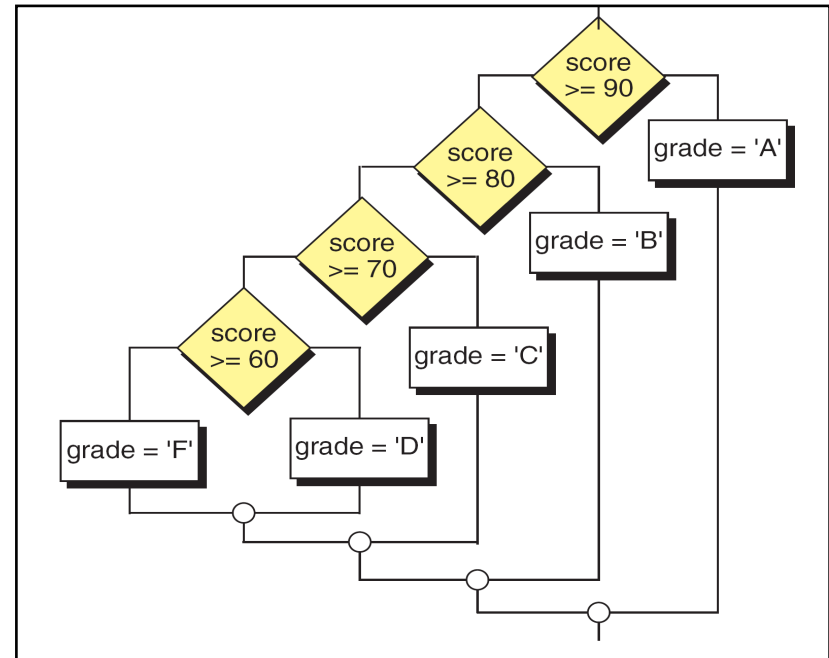 score
>= 90
grade = 'A'
score
>= 80
grade = 'B'
score
>= 70
grade = 'C'
score
>= 60
grade = 'F'
grade = 'D'